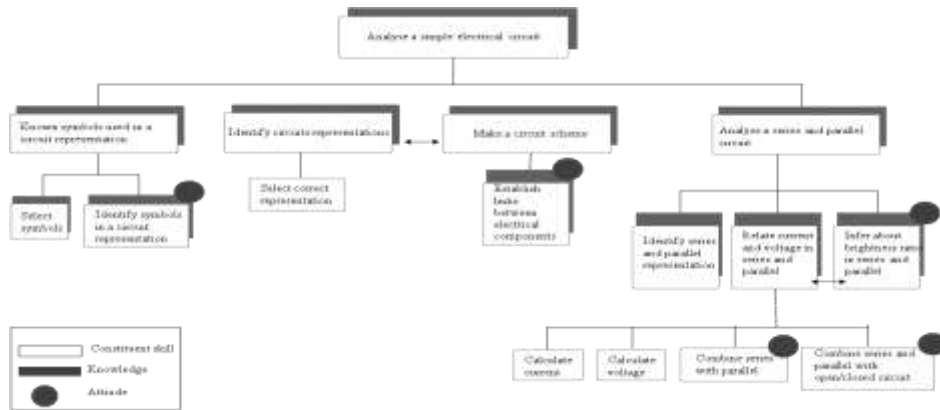 Analyse a simple electrical circuit
Known symbols used in a
circuit representation
Identify circuits representations
Make a circuit scheme
Analyse a series and parallel
circuit
Select
symbols
Identify symbols
in a circuit
representation
Select correct
representation
Establish
links
between
electrical
components
Identify series
and parallel
representation
Relate current
and voltage in
series and
parallel
Infer about
brightness ratio
in series and
parallel
Calculate
current
Calculate
voltage
Combine series
with parallel
Combine series and
parallel with
open/closed circuit
Constituent skill
Knowledge
Attitude